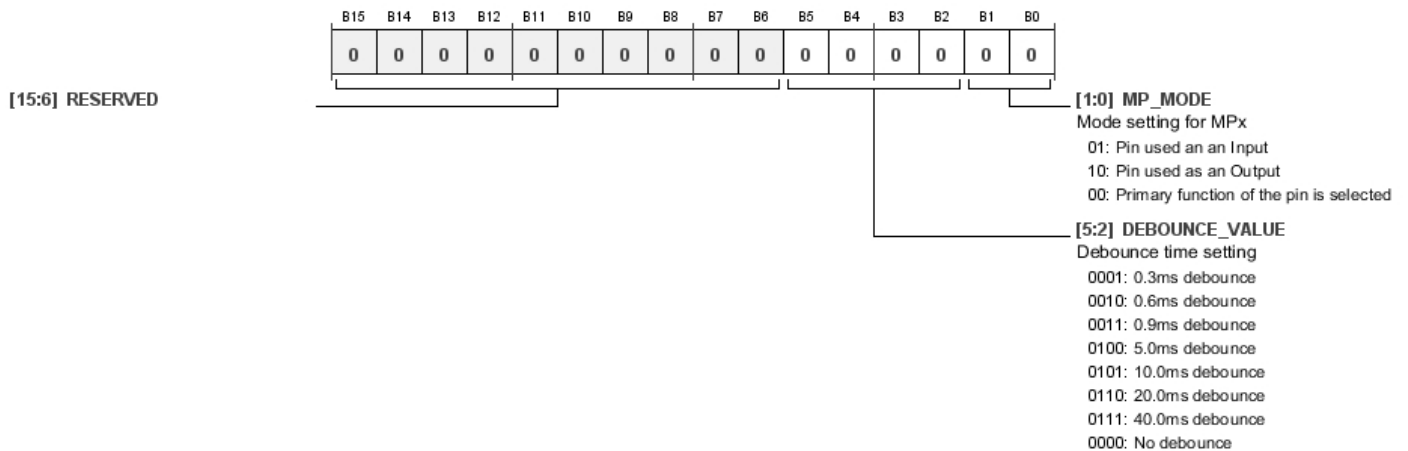 B15 B14 B13 B12 B11 B10 B9 B8 B7 B6 B5 B4 B3 B2 B1 B0
0 0 0 0 0 0 0 0 0 0 0 0 0 0 0 0
[15:6] RESERVED
[1:0] MP_MODE
Mode setting for MPx
01: Pin used an an Input
10: Pin used as an Output
00: Primary function of the pin is selected
[5:2] DEBOUNCE_VALUE
Debounce time setting
0001: 0.3ms debounce
0010: 0.6ms debounce
0011: 0.9ms debounce
0100: 5.0ms debounce
0101: 10.0ms debounce
0110: 20.0ms debounce
0111: 40.0ms debounce
0000: No debounce